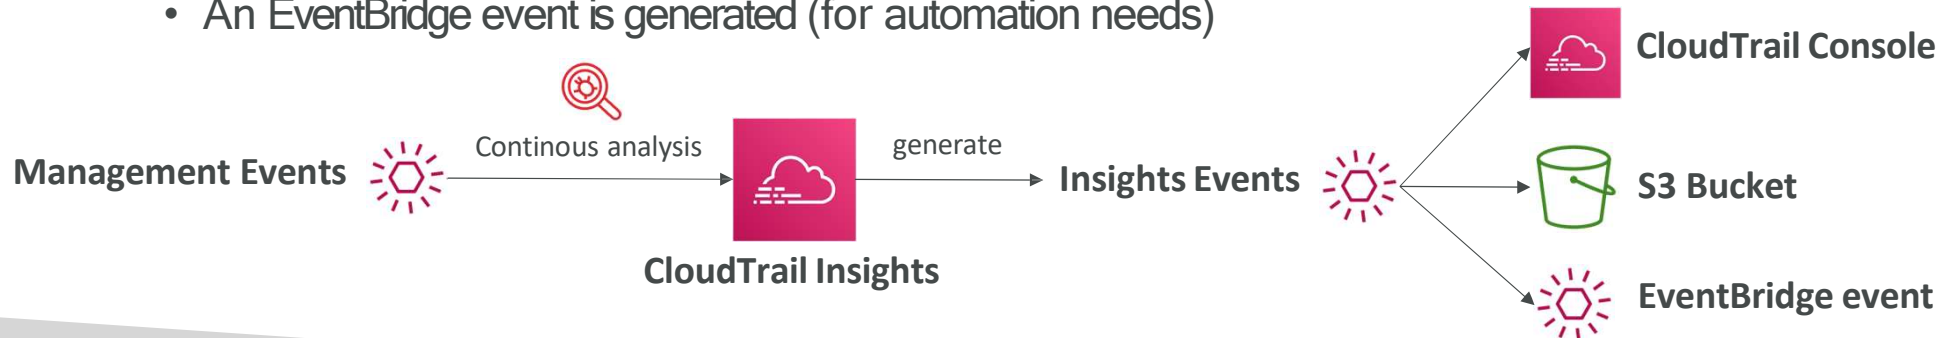 • An EventBridge event is generated (for automation needs)
CloudTrail Console
Continous analysis
generate
Management Events
Insights Events
S3 Bucket
CloudTrail Insights
EventBridge event